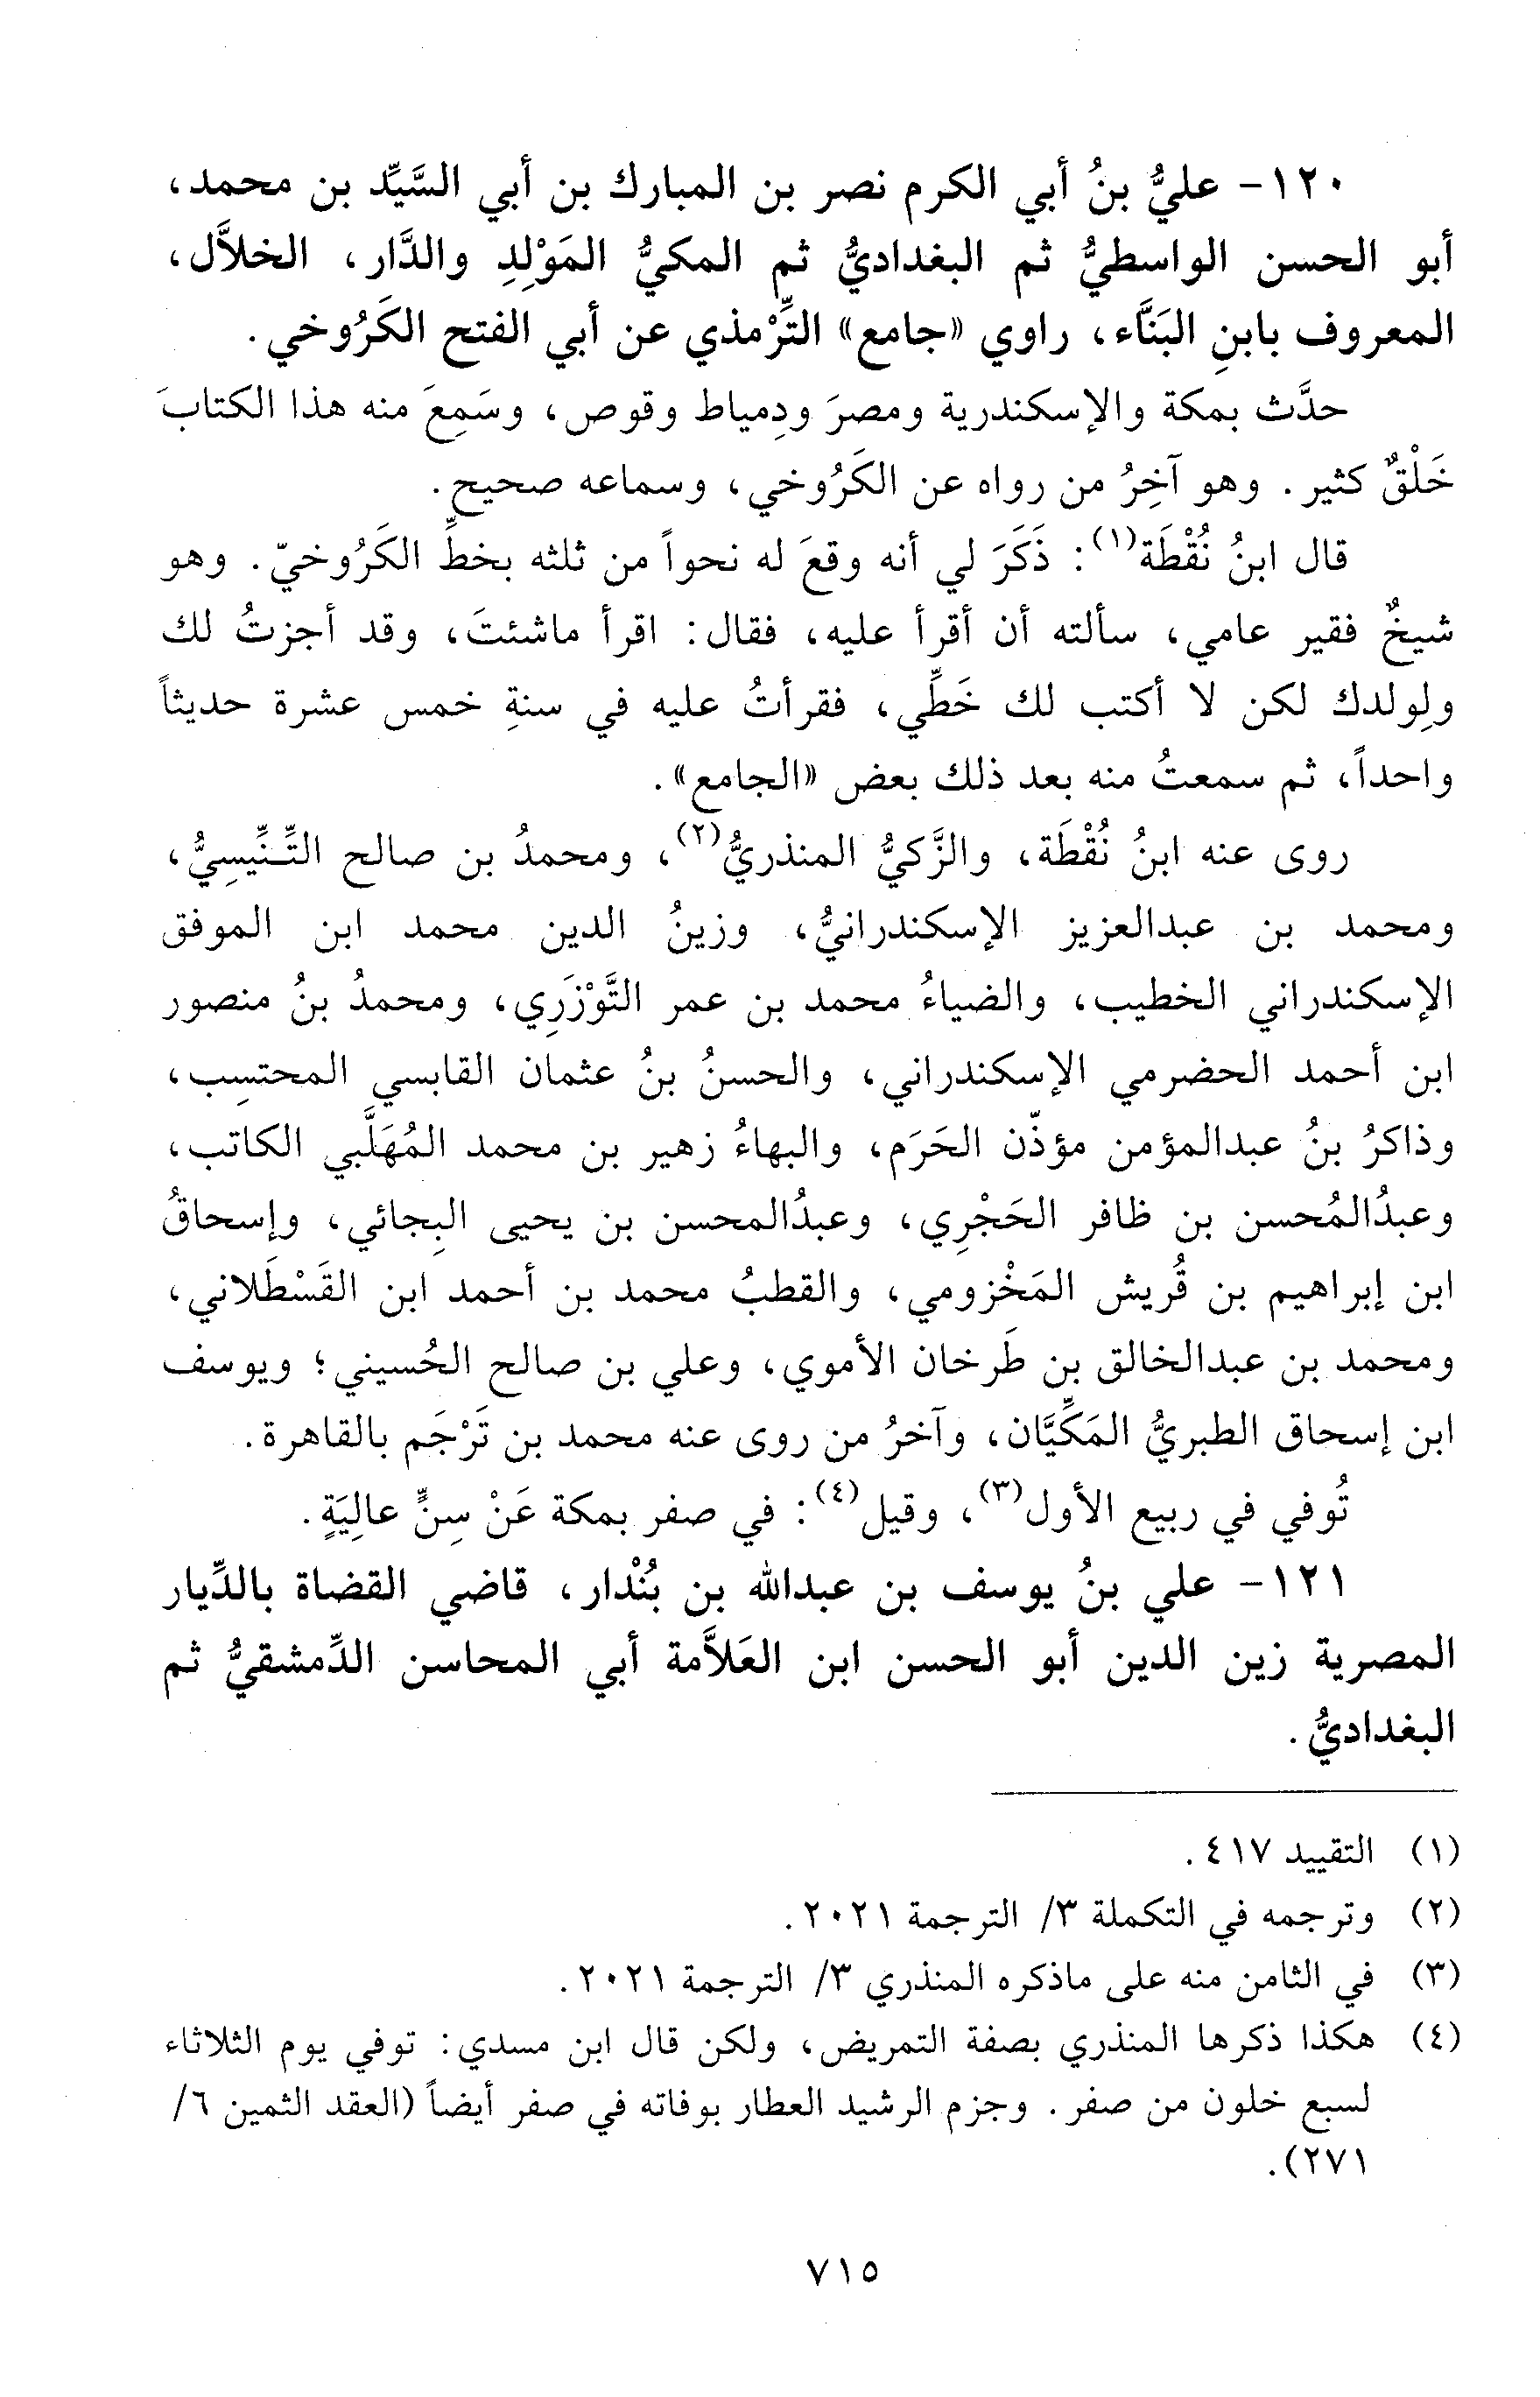 ١٢٠- عليُّ بنُ أبي الكرم نصر بن المبارك بن أبي السَّيِّد بن محمد،
أبو الحسن الواسطيُّ ثم البغداديُّ ثم المكيُّ المَوْلِدِ والدَّار، الخلاَّل،
المعروف بابنِ البَنَّاء، راوي «جامع» التِّرْمذي عن أبي الفتح الكَرُوخي.
حدَّث بمكة والإسكندرية ومصرَ ودِمياط وقوص، وسَمِعَ منه هذا الكتابَ
خَلْقٌ كثير. وهو آخِرُ من رواه عن الكَرُوخي، وسماعه صحيح.
قال ابنُ نُقْطَة(١): ذَكَرَ لي أنه وقعَ له نحواً من ثلثه بخطِّ الكَرُوخيّ. وهو
شيخٌ فقير عامي، سألته أن أقرأ عليه، فقال: اقرأ ماشئتَ، وقد أجزتُ لك
ولِولدك لكن لا أكتب لك خَطِّي، فقرأتُ عليه في سنةِ خمس عشرة حديثاً
واحداً، ثم سمعتُ منه بعد ذلك بعض «الجامع».
روى عنه ابنُ نُقْطَة، والزَّكيُّ المنذريُّ(٢)، ومحمدُ بن صالح التِّنِّيسِيُّ،
ومحمد بن عبدالعزيز الإسكندرانيُّ، وزينُ الدين محمد ابن الموفق
الإسكندراني الخطيب، والضياءُ محمد بن عمر التَّوْزَرِي، ومحمدُ بنُ منصور
ابن أحمد الحضرمي الإسكندراني، والحسنُ بنُ عثمان القابسي المحتسِب،
وذاكرُ بنُ عبدالمؤمن مؤذّن الحَرَم، والبهاءُ زهير بن محمد المُهَلَّبي الكاتب،
وعبدُالمُحسن بن ظافر الحَجْرِي، وعبدُالمحسن بن يحيى البِجائي، وإسحاقُ
ابن إبراهيم بن قُريش المَخْزومي، والقطبُ محمد بن أحمد ابن القَسْطَلاني،
ومحمد بن عبدالخالق بن طَرخان الأموي، وعلي بن صالح الحُسيني؛ ويوسف
ابن إسحاق الطبريُّ المَكِّيَّان، وآخرُ من روى عنه محمد بن تَرْجَم بالقاهرة.
تُوفي في ربيع الأول(٣)، وقيل(٤): في صفر بمكة عَنْ سِنٍّ عالِيَةٍ.
١٢١- علي بنُ يوسف بن عبدالله بن بُنْدار، قاضي القضاة بالدِّيار
المصرية زين الدين أبو الحسن ابن العَلاَّمة أبي المحاسن الدِّمشقيُّ ثم
البغداديُّ.
(١) التقييد ٤١٧.
(٢) وترجمه في التكملة ٣/ الترجمة ٢٠٢١.
(٣) في الثامن منه على ماذكره المنذري ٣/ الترجمة ٢٠٢١.
(٤) هكذا ذكرها المنذري بصفة التمريض، ولكن قال ابن مسدي: توفي يوم الثلاثاء
لسبع خلون من صفر. وجزم الرشيد العطار بوفاته في صفر أيضاً (العقد الثمين ٦/
٢٧١).
٧١٥